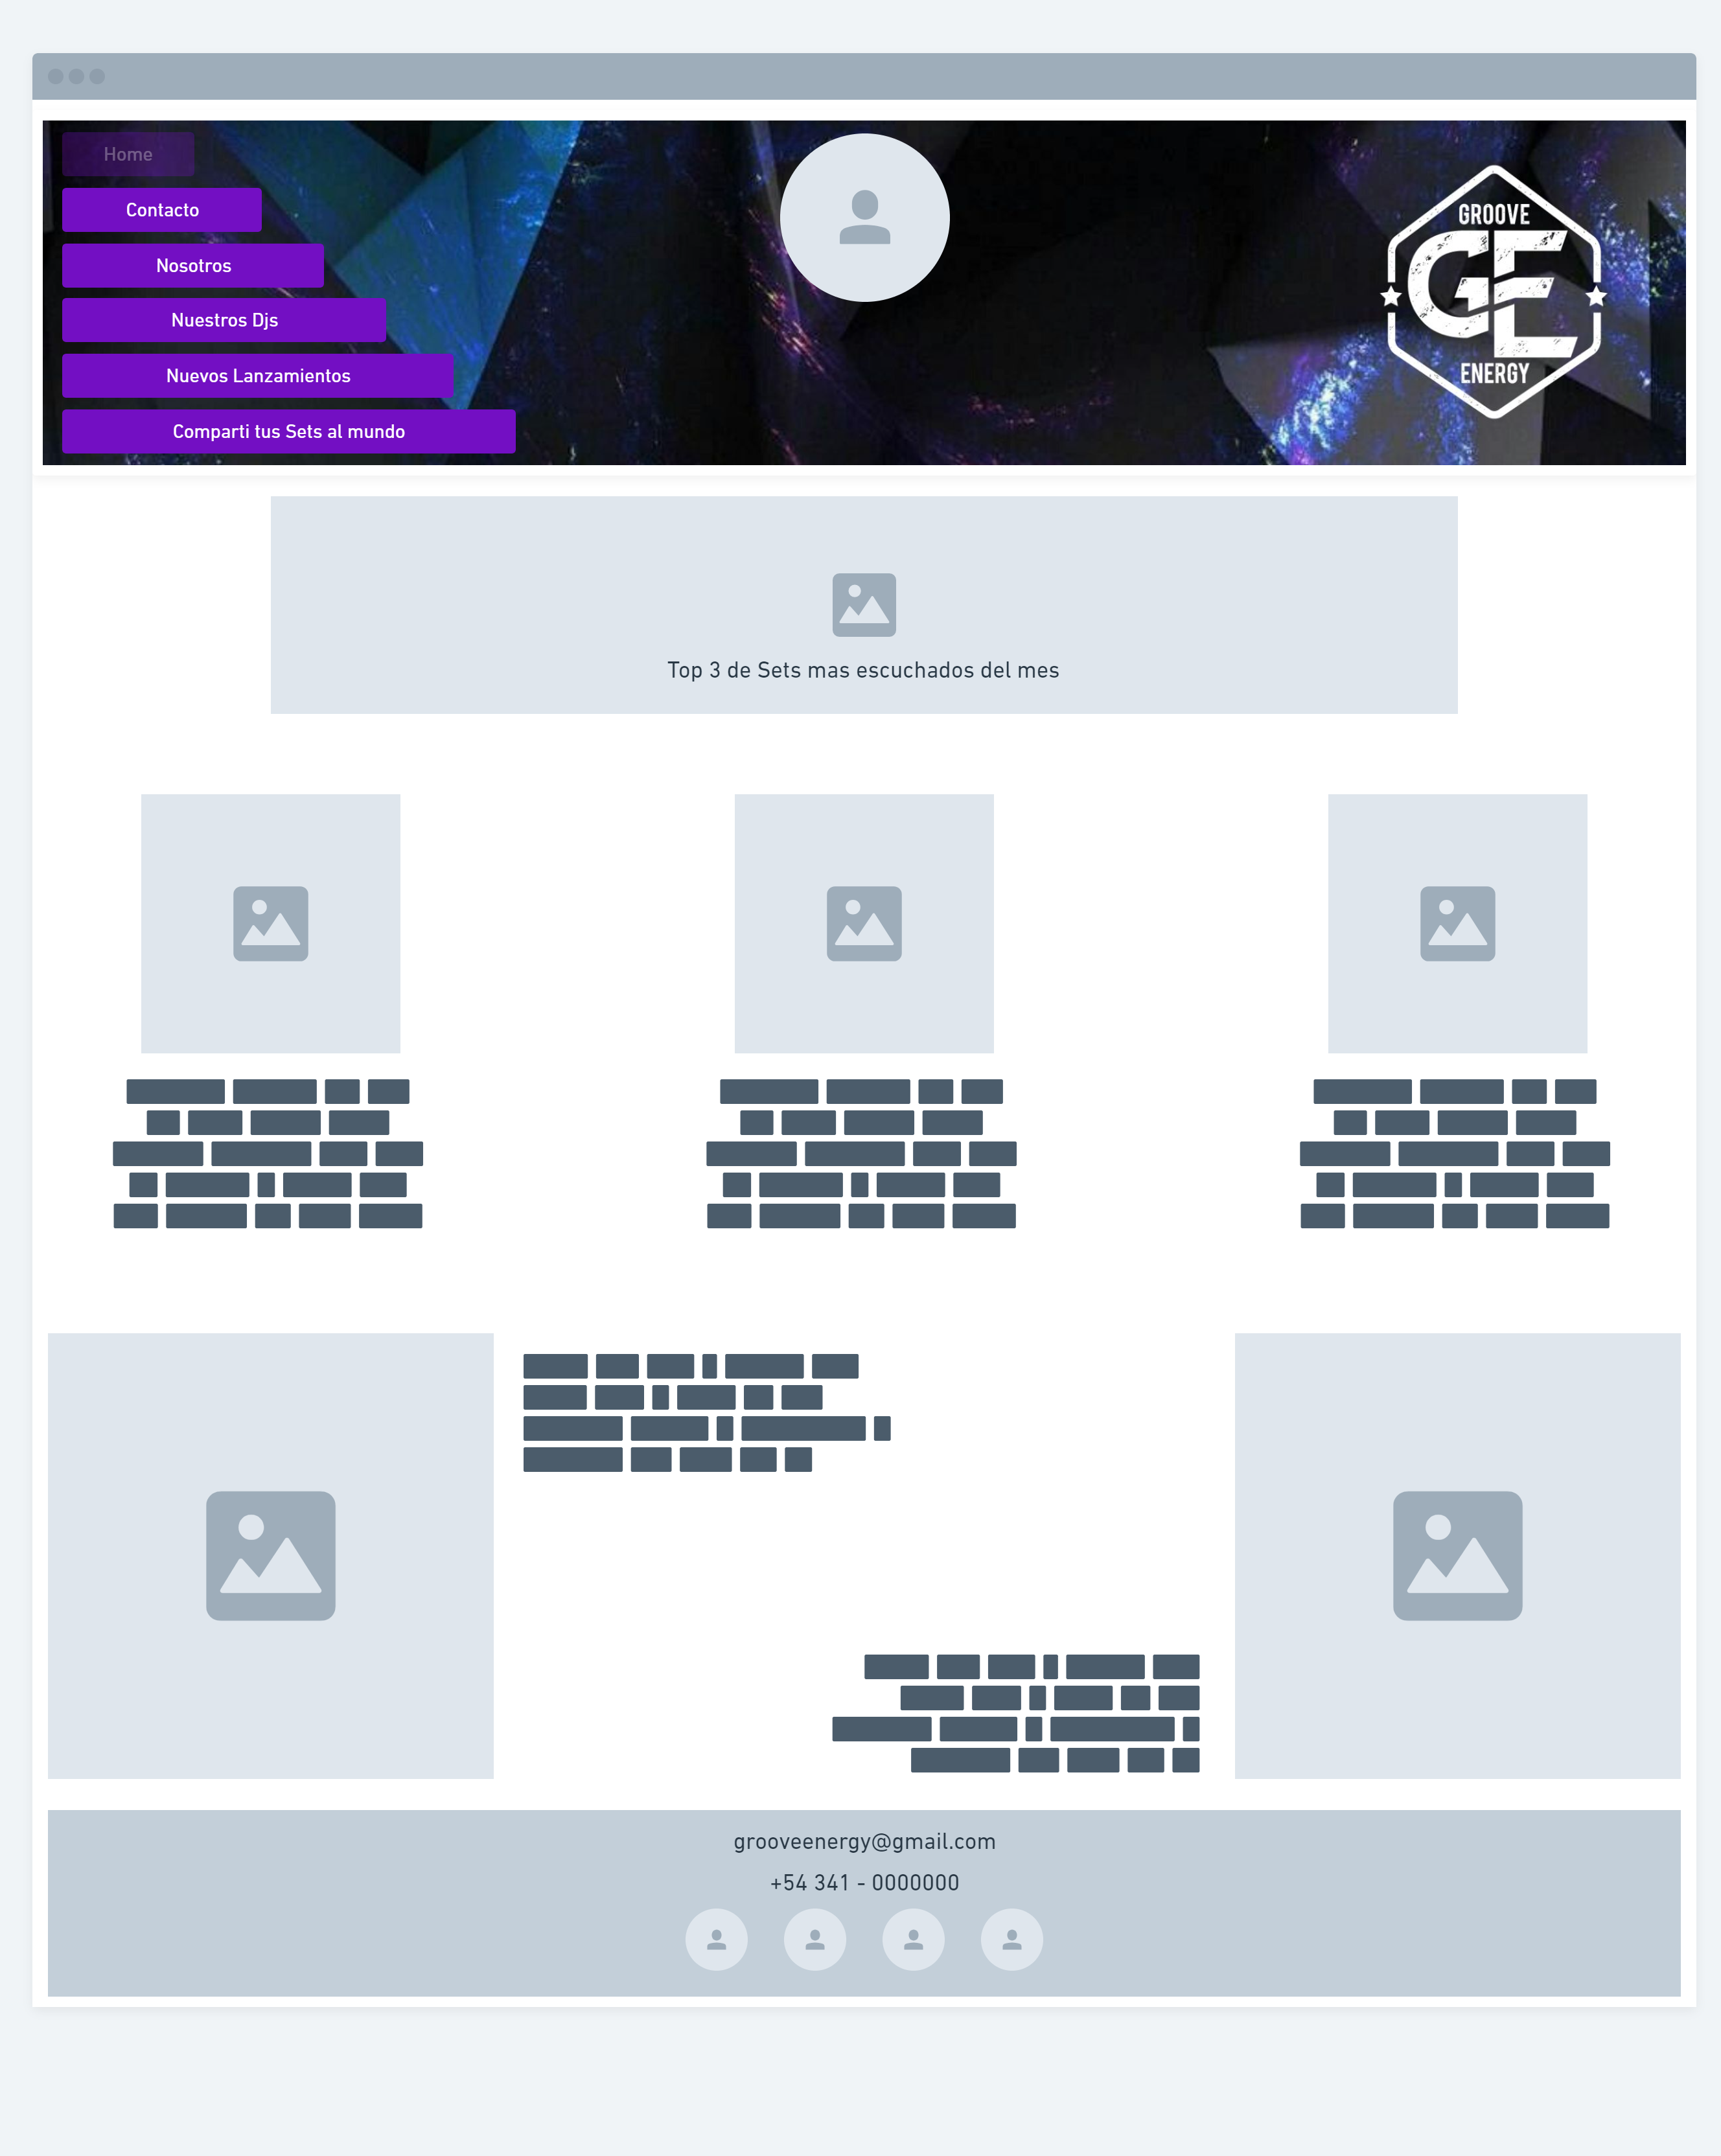 Home
Contacto
Nosotros
Nuestros Djs
Nuevos Lanzamientos
Comparti tus Sets al mundo
GROOVE
GE
ENERGY
Top 3 de Sets mas escuchados del mes
grooveenergy@gmail.com
+54 341 - 0000000